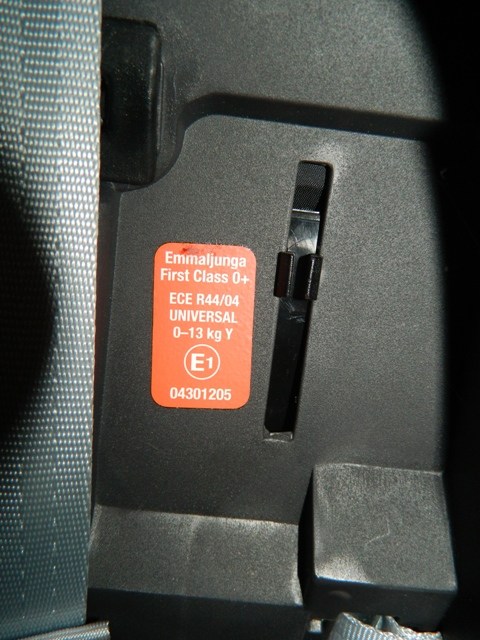 Emmaljunga
First Class 0+
ECE R44/04
UNIVERSAL
0–13 kg Y
E1
04301205